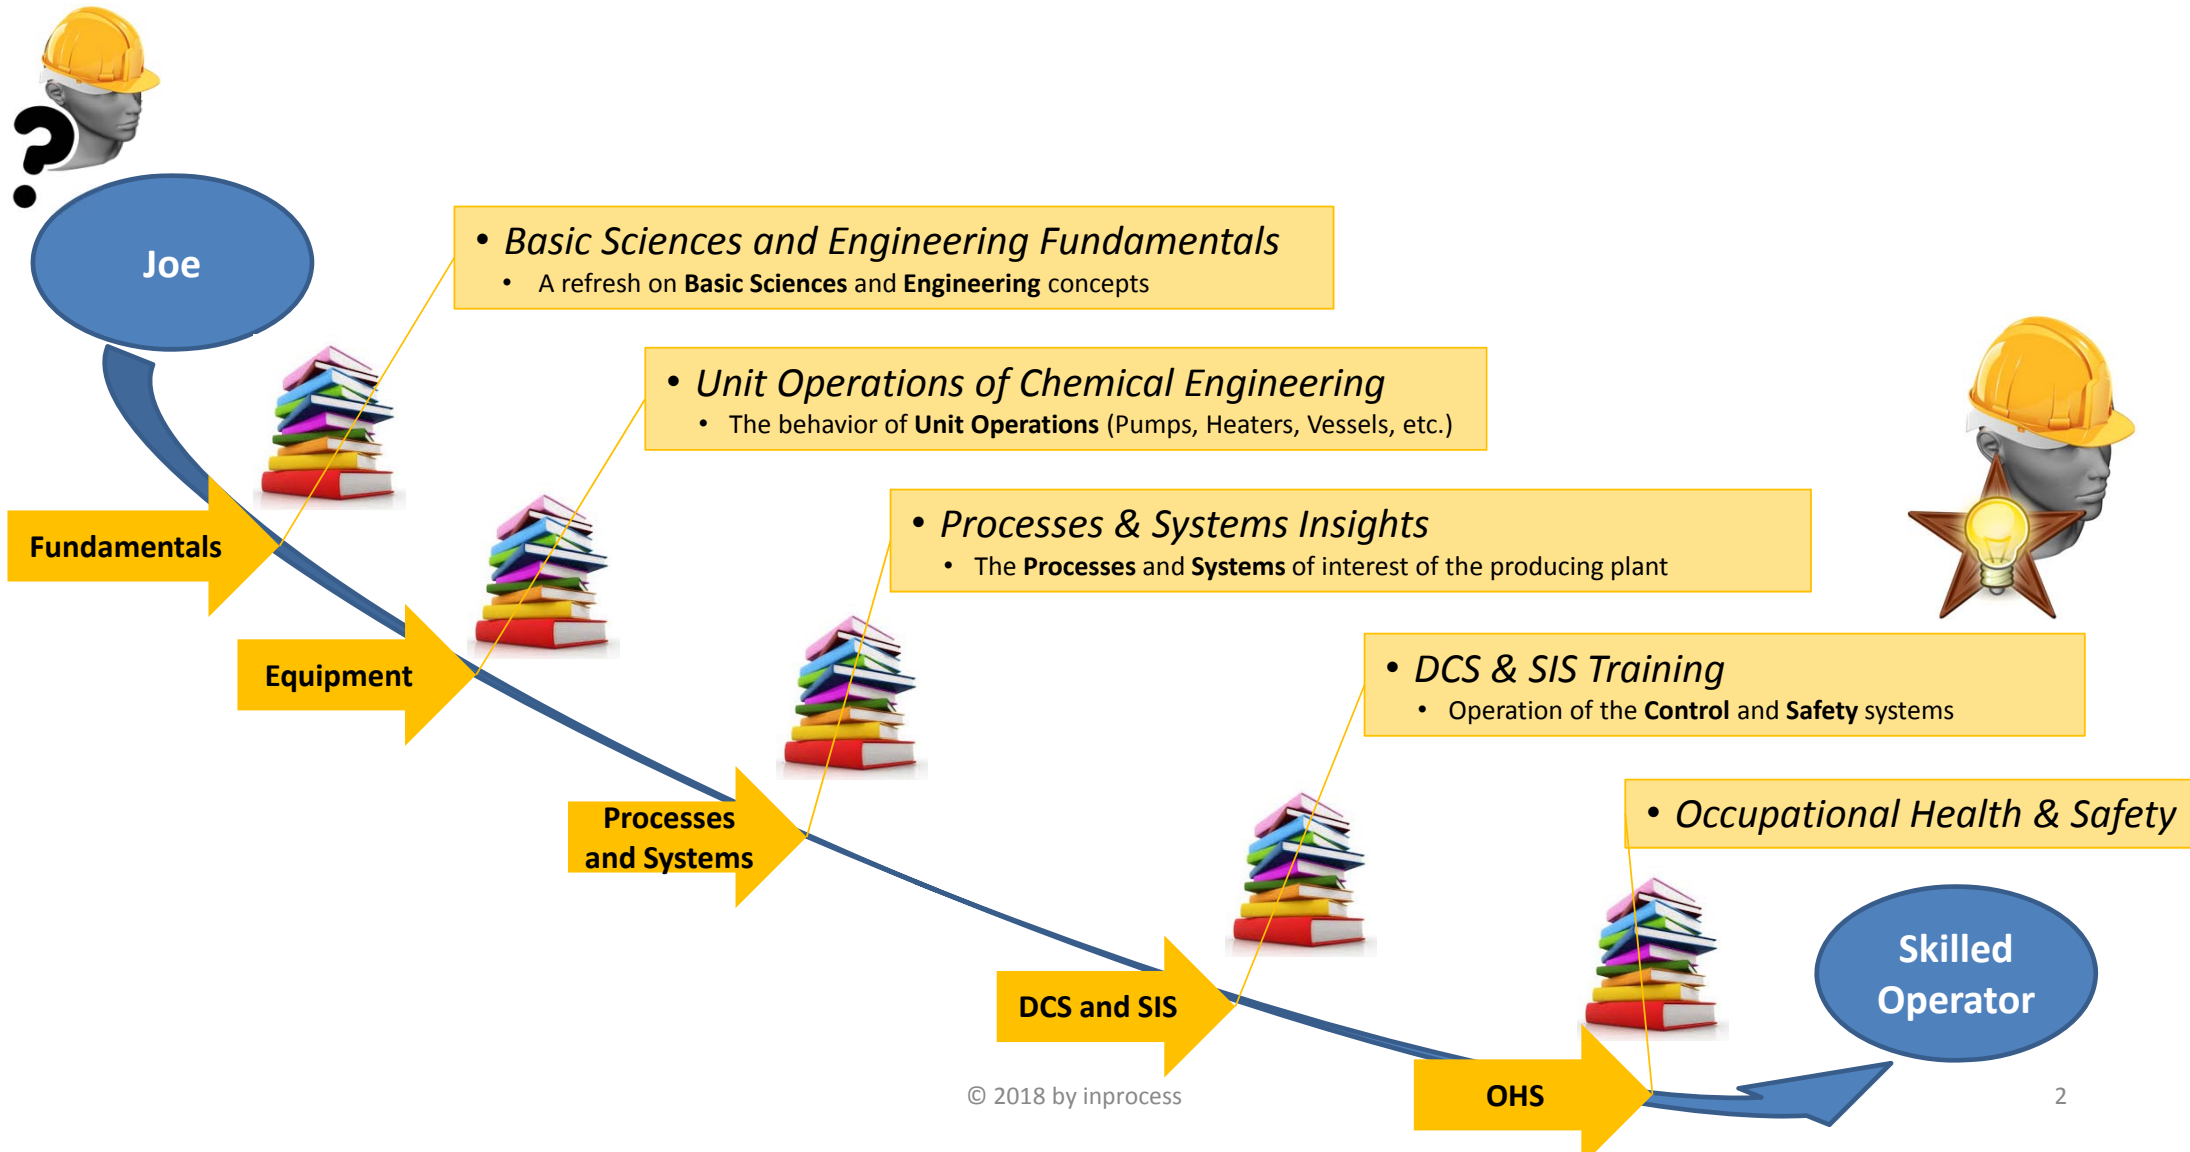 ?
Joe
• Basic Sciences and Engineering Fundamentals
• A refresh on Basic Sciences and Engineering concepts
• Unit Operations of Chemical Engineering
• The behavior of Unit Operations (Pumps, Heaters, Vessels, etc.)
Fundamentals
• Processes & Systems Insights
• The Processes and Systems of interest of the producing plant
Equipment
• DCS & SIS Training
• Operation of the Control and Safety systems
Processes
and Systems
• Occupational Health & Safety
DCS and SIS
Skilled
Operator
OHS
© 2018 by inprocess
2